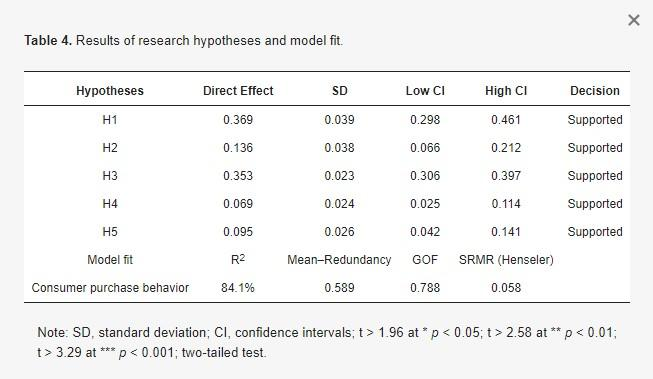 Table 4. Results of research hypotheses and model fit.
Hypotheses Direct Effect SD Low CI High CI Decision
H1 0.369 0.039 0.298 0.461 Supported
H2 0.136 0.038 0.066 0.212 Supported
H3 0.353 0.023 0.306 0.397 Supported
H4 0.069 0.024 0.025 0.114 Supported
H5 0.095 0.026 0.042 0.141 Supported
Model fit R² Mean–Redundancy GOF SRMR (Henseler)
Consumer purchase behavior 84.1% 0.589 0.788 0.058
Note: SD, standard deviation; CI, confidence intervals; t > 1.96 at * p < 0.05; t > 2.58 at ** p < 0.01;
t > 3.29 at *** p < 0.001; two-tailed test.